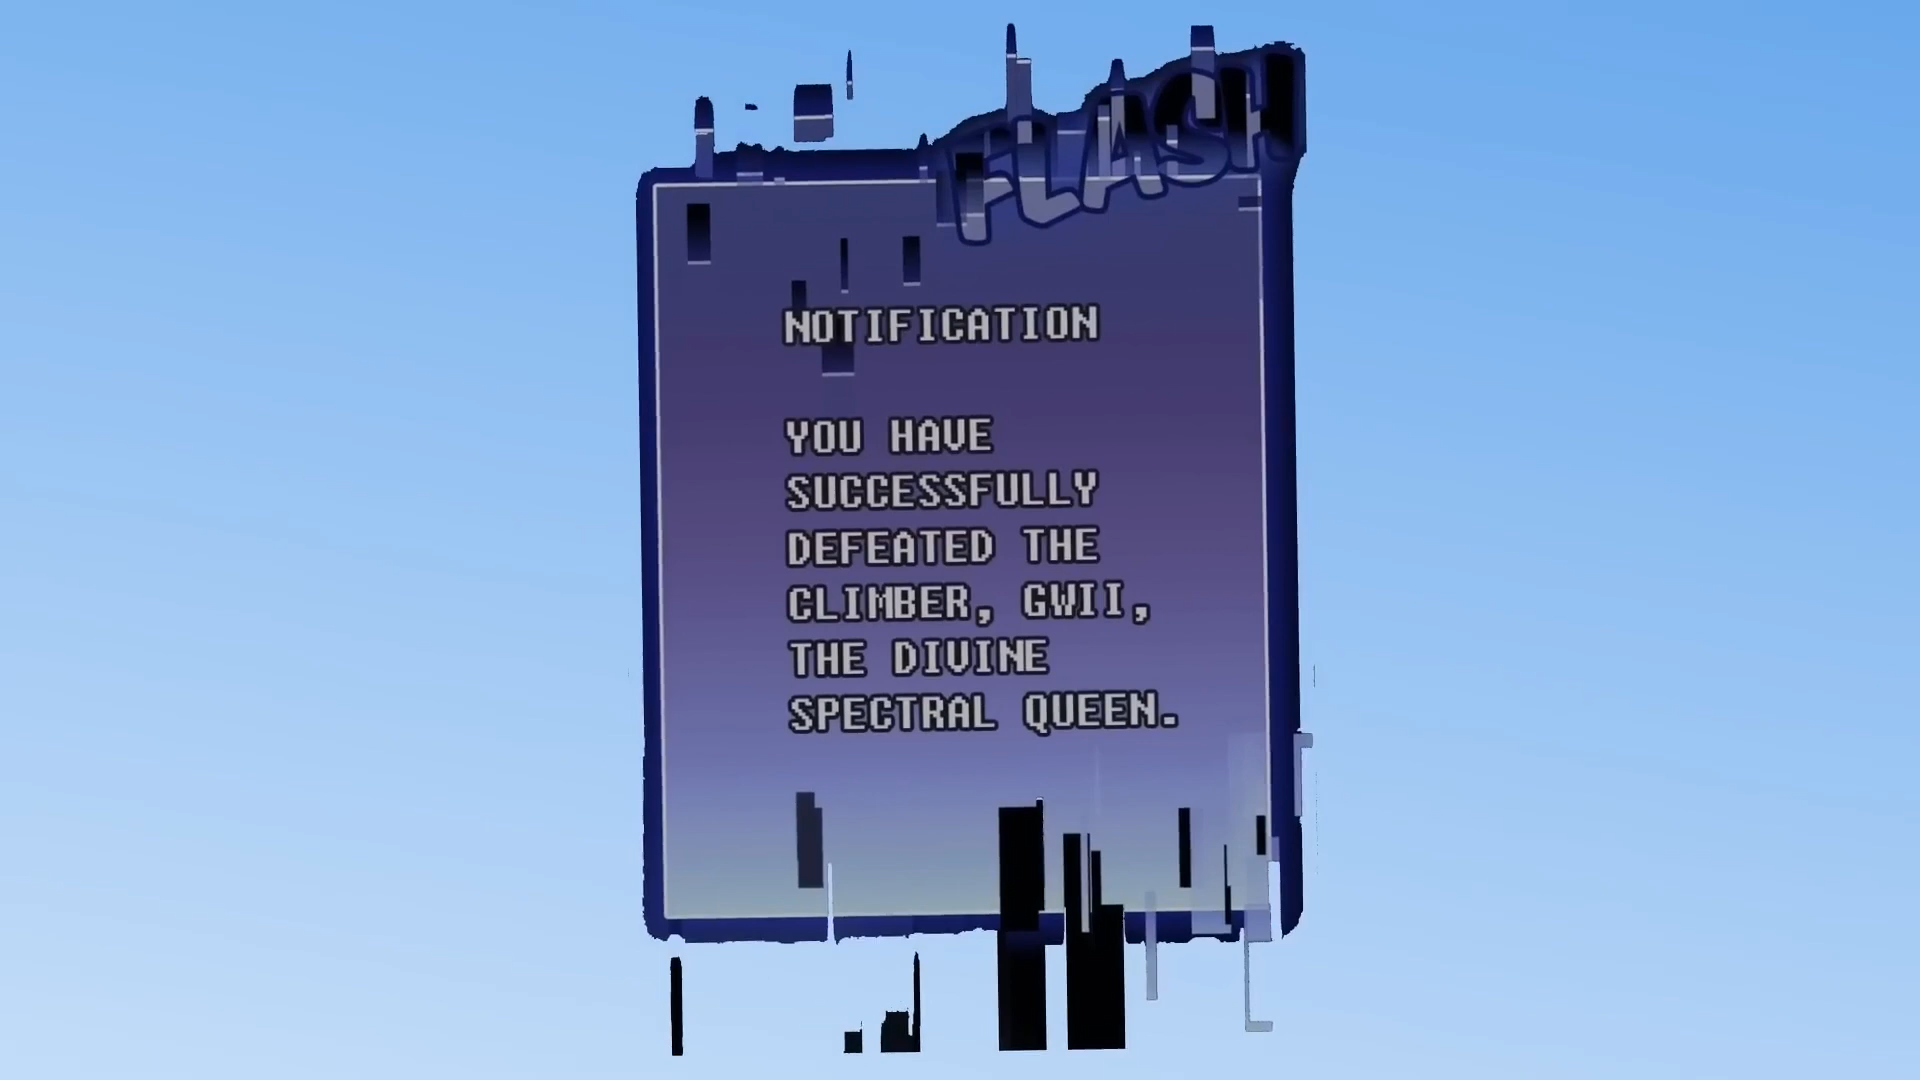 FLASH
NOTIFICATION
YOU HAVE
SUCCESSFULLY
DEFEATED THE
CLIMBER, GWII,
THE DIVINE
SPECTRAL QUEEN.